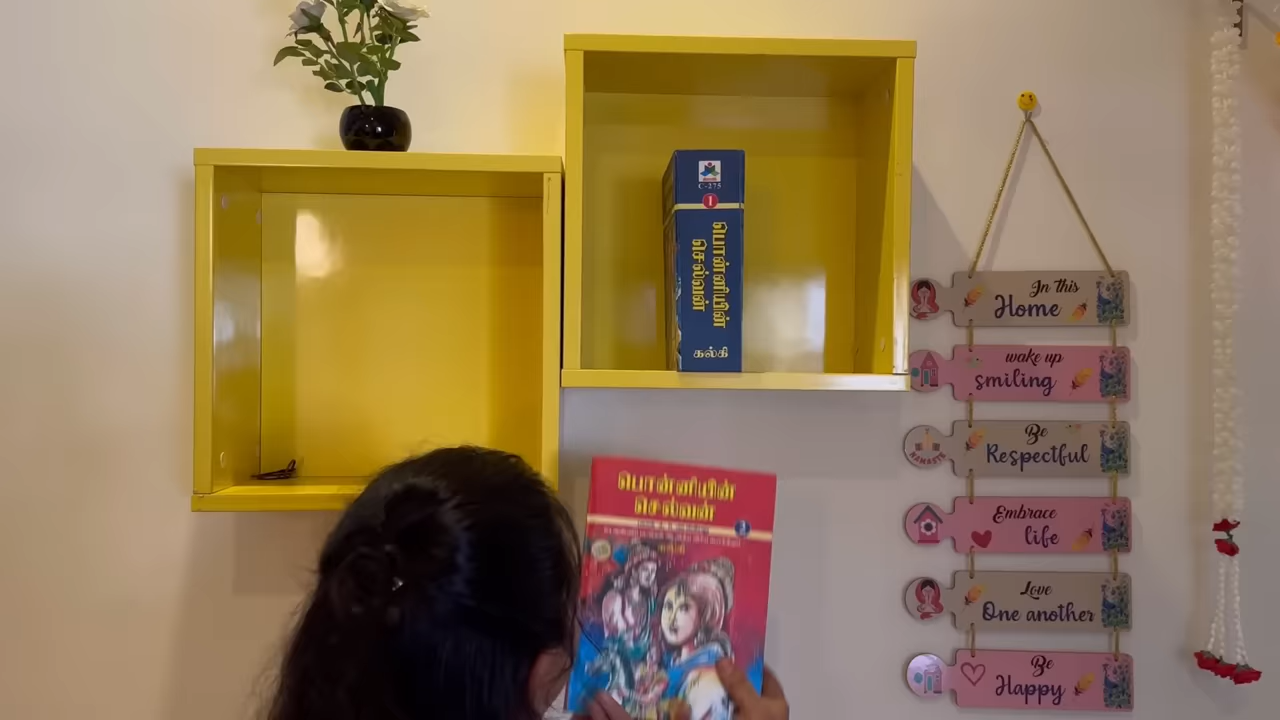 C-275
1
பொன்னியின்
செல்வன்
கல்கி
பொன்னியின்
செல்வன்
In this
Home
wake up
smiling
Be
Respectful
NAMASTE
Embrace
life
Love
One another
Be
Happy